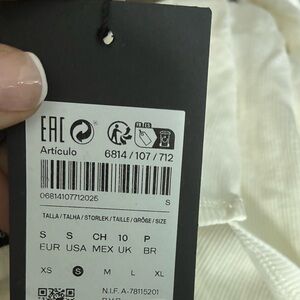 EAC
Artículo
6814/107/712
06814107712026 S
TALLA/TALHA/STORLEK/TAILLE/GRÖßE/SIZE
S S CH 10 P
EUR USA MEX UK BR
XS S M L XL
N.I.F. A-78115201